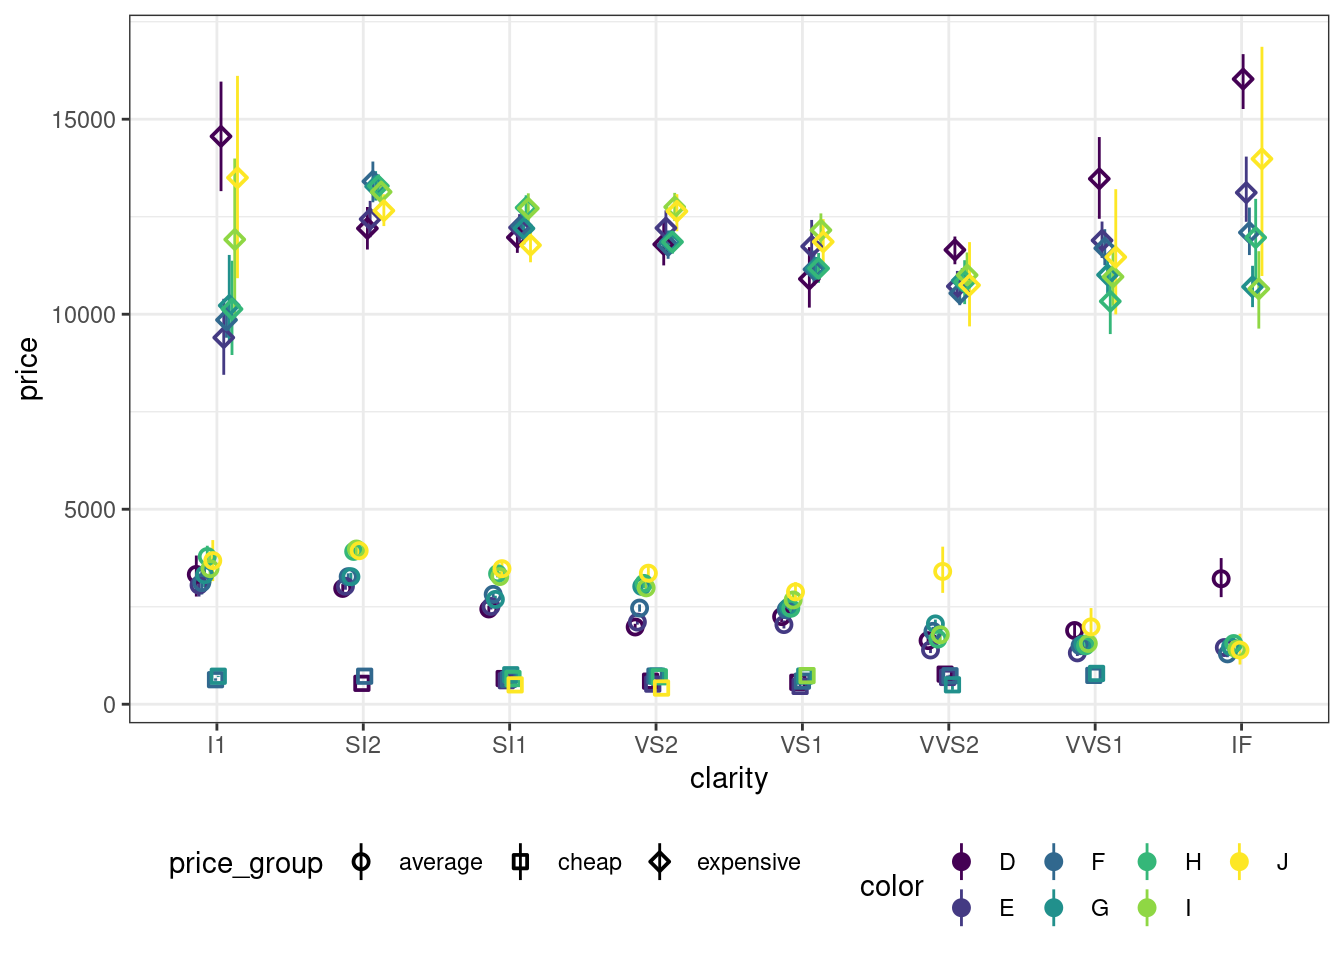 15000
10000
5000
0
price
I1 SI2 SI1 VS2 VS1 VVS2 VVS1 IF
clarity
price_group average cheap expensive
color
D F H J
E G I